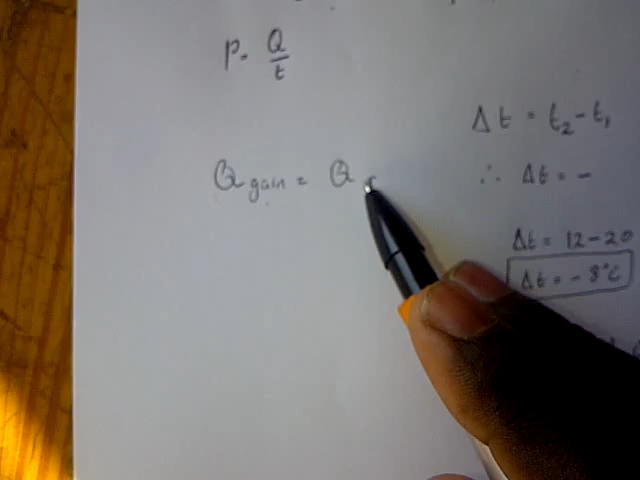 P = Q/t
Δt = t₂ - t₁
Q gain = Q
∴ Δt = -
Δt = 12 - 20
Δt = - 8°C